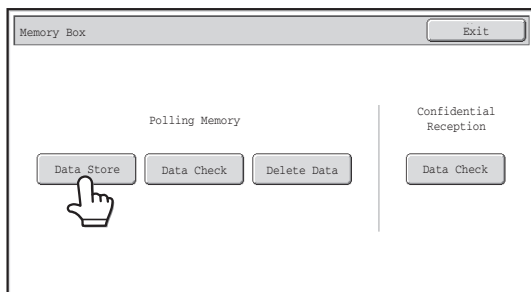 Memory Box
Exit
Polling Memory
Data Store
Data Check
Delete Data
Confidential
Reception
Data Check